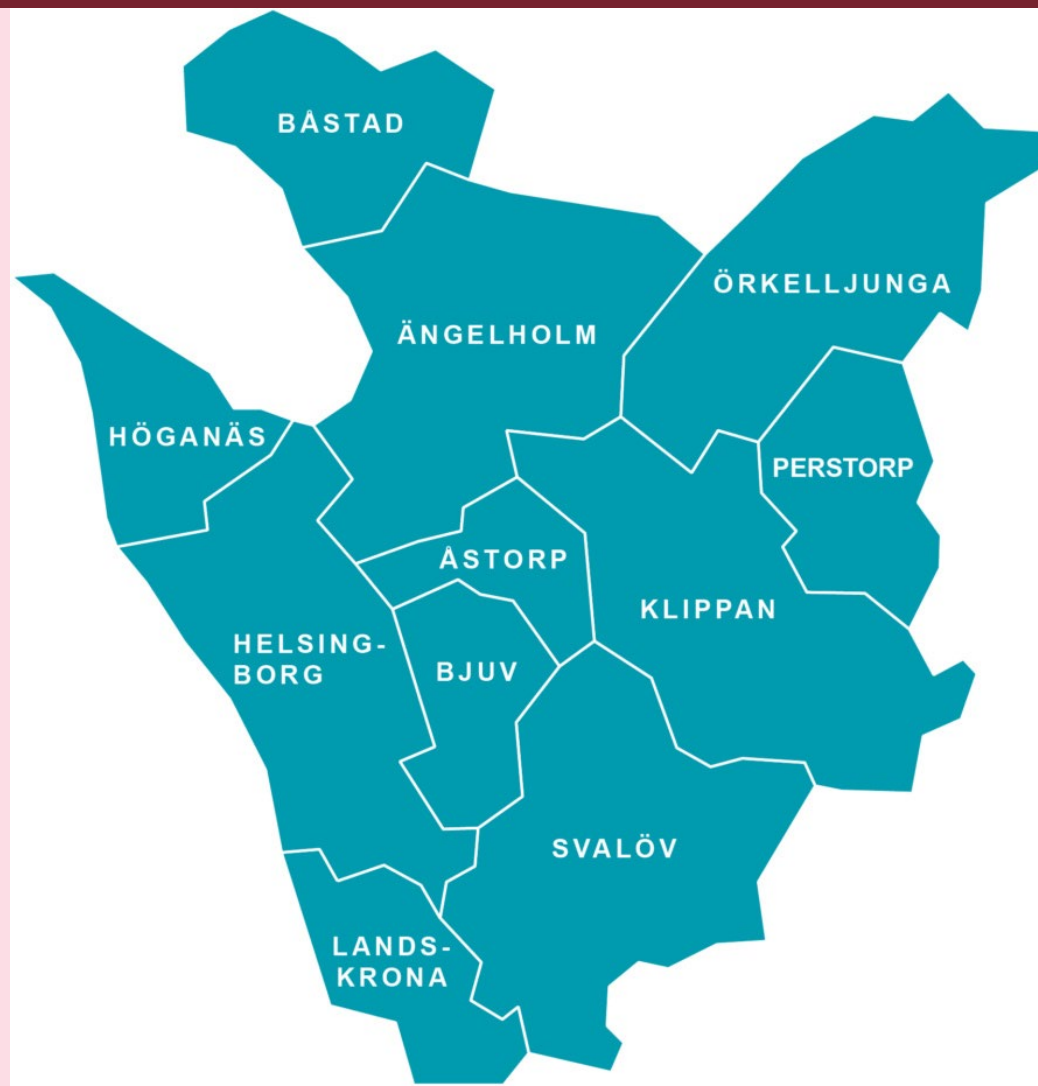 BÅSTAD
ÖRKELLJUNGA
ÄNGELHOLM
HÖGANÄS
PERSTORP
ÅSTORP
KLIPPAN
HELSING-
BORG
BJUV
SVALÖV
LANDS-
KRONA